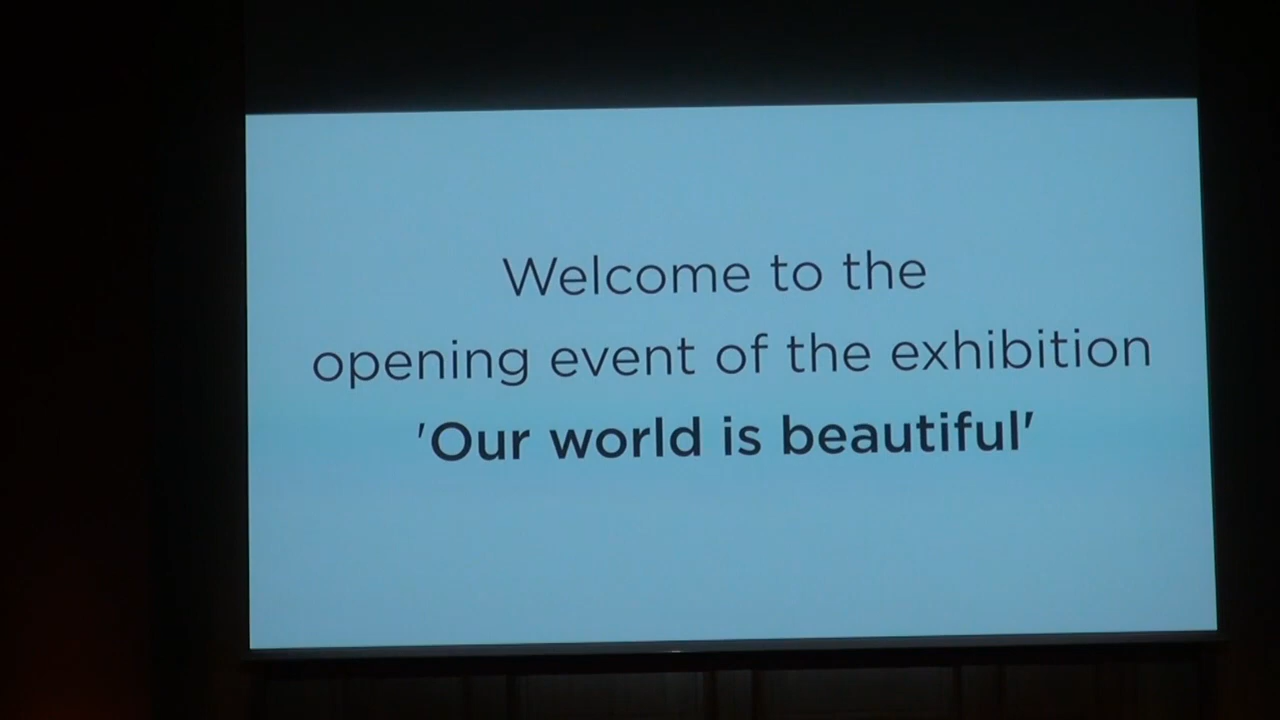 Welcome to the
opening event of the exhibition
'Our world is beautiful'